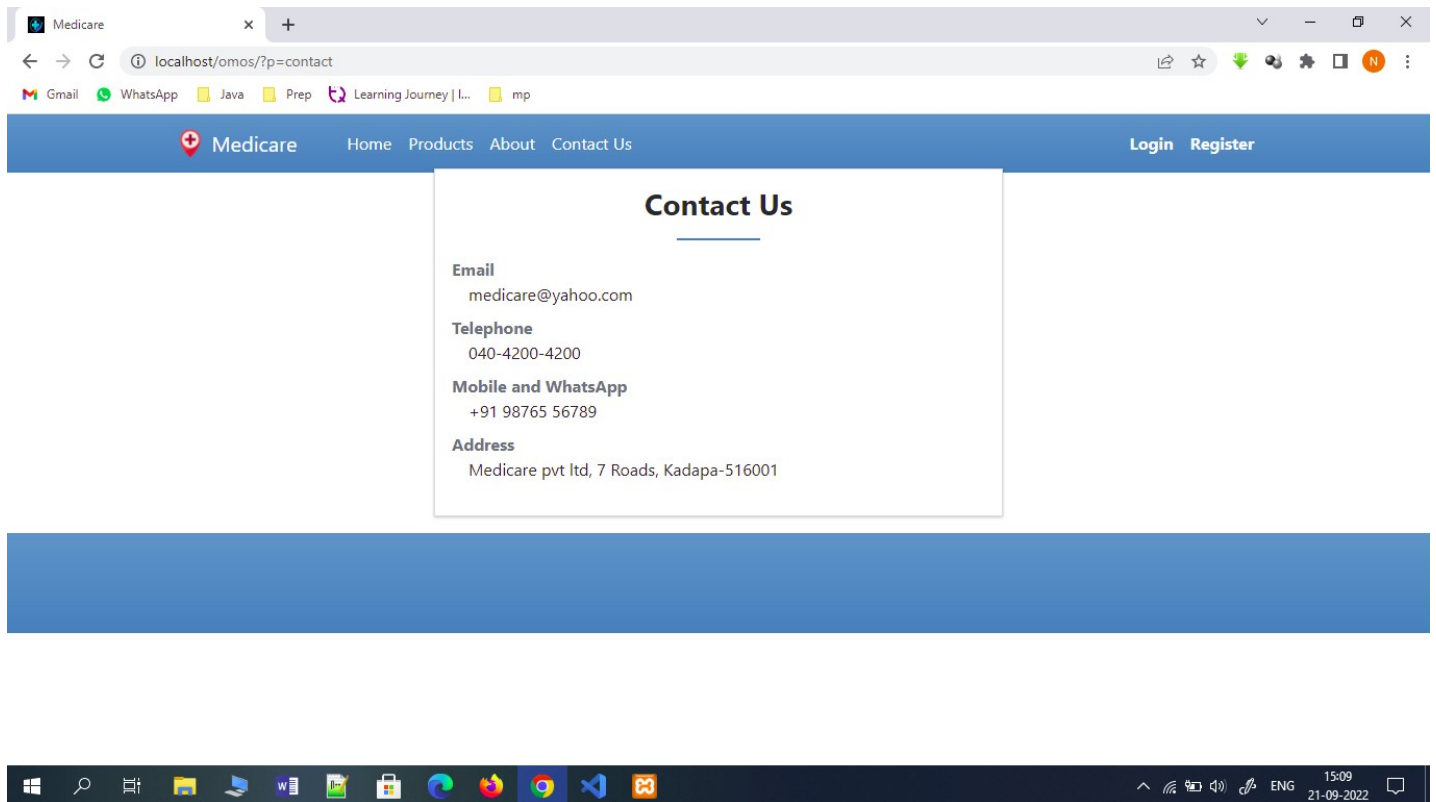 Medicare
localhost/omos/?p=contact
Gmail WhatsApp Java Prep Learning Journey | I... mp
Medicare Home Products About Contact Us Login Register
Contact Us
Email
medicare@yahoo.com
Telephone
040-4200-4200
Mobile and WhatsApp
+91 98765 56789
Address
Medicare pvt ltd, 7 Roads, Kadapa-516001
N
ENG
15:09
21-09-2022